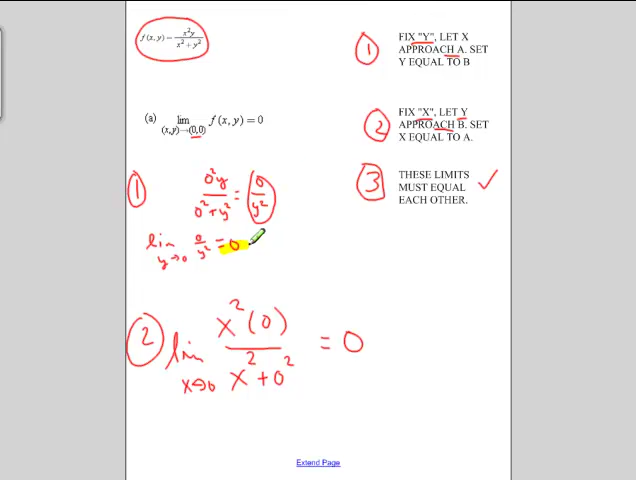 f(x, y) = x²y / x² + y²
FIX "Y", LET X
APPROACH A. SET
Y EQUAL TO B
1
(a) lim (x,y)→(0,0) f(x, y) = 0
FIX "X", LET Y
APPROACH B. SET
X EQUAL TO A.
2
THESE LIMITS
MUST EQUAL
EACH OTHER.
3 ✓
1
0²y / 0² + y² = 0 / y²
lim y→0 0 / y² = 0
2 lim x→0 x²(0) / x² + 0² = 0
Extend Page